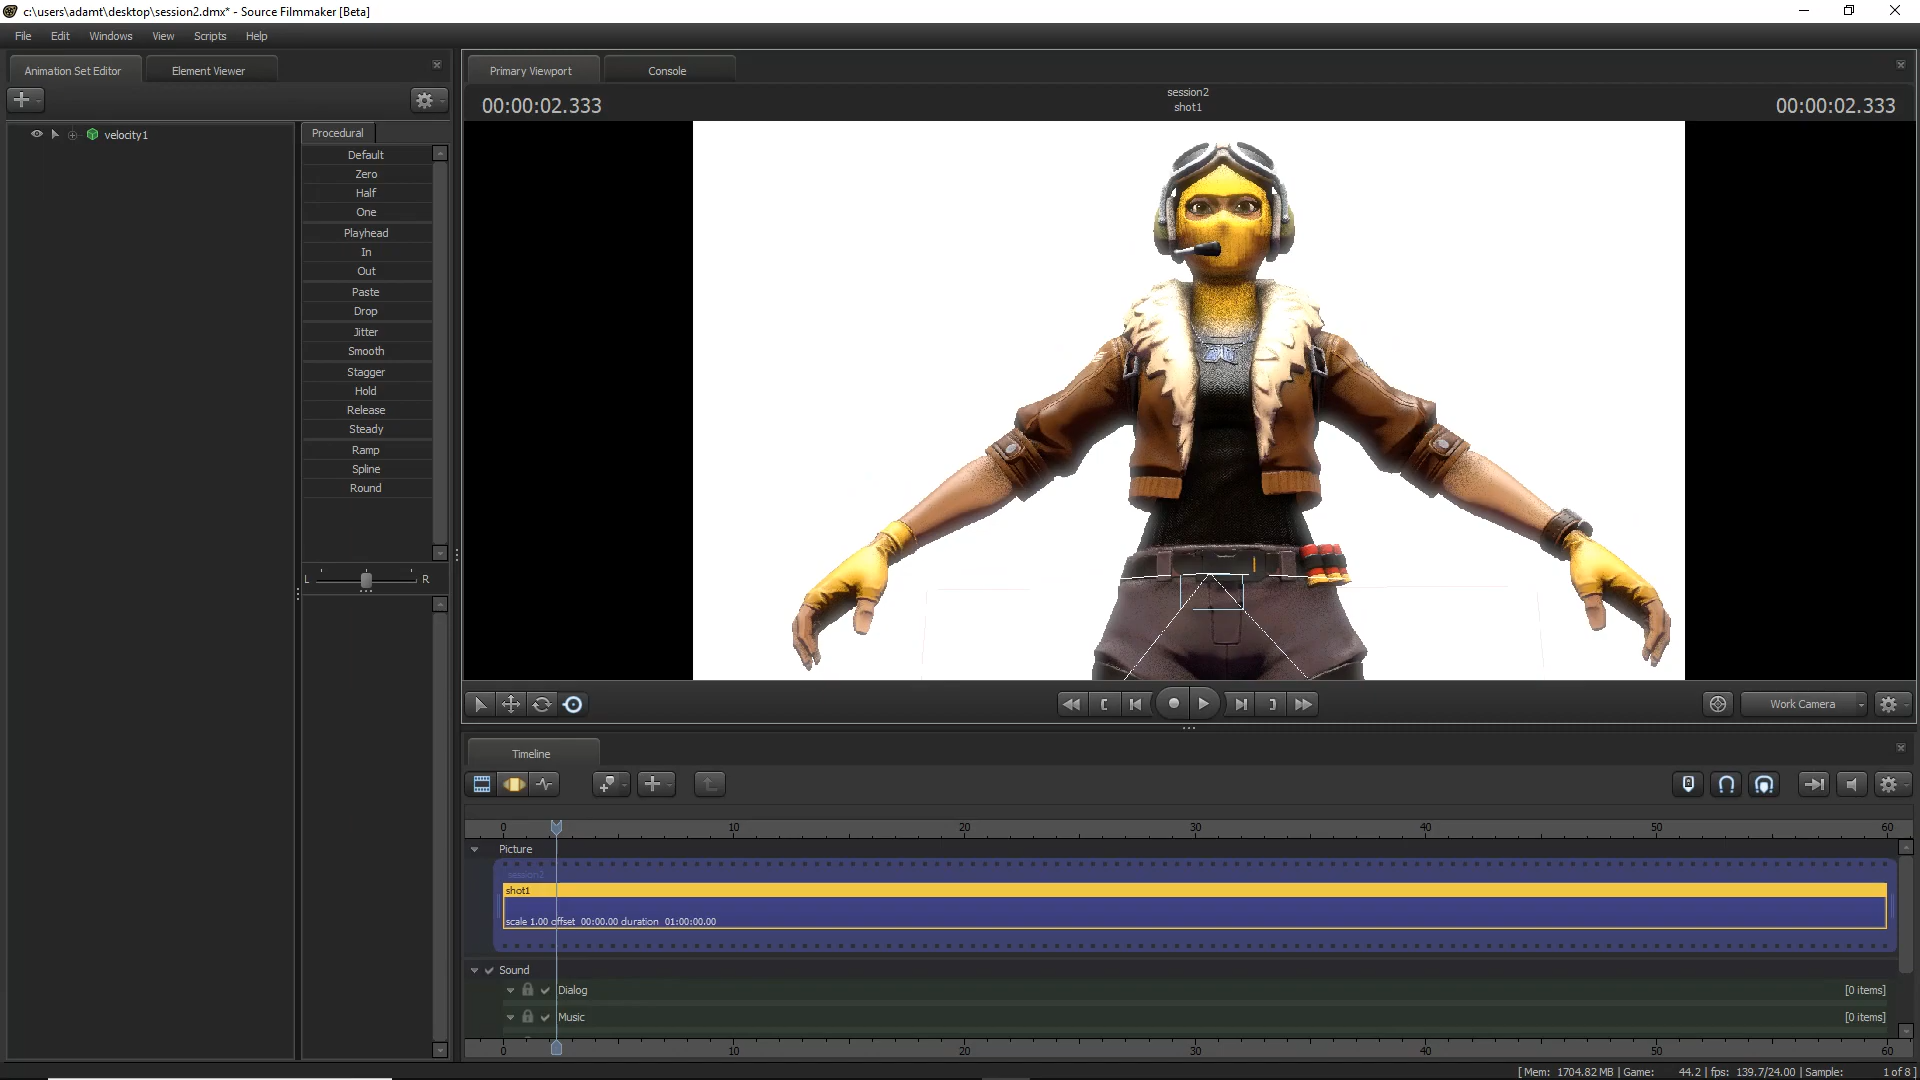 c:\users\adamt\desktop\session2.dmx* - Source Filmmaker [Beta]
File Edit Windows View Scripts Help
Animation Set Editor Element Viewer
velocity1
Procedural
Default
Zero
Half
One
Playhead
In
Out
Paste
Drop
Jitter
Smooth
Stagger
Hold
Release
Steady
Ramp
Spline
Round
L R
Primary Viewport Console
00:00:02.333 session2 00:00:02.333
shot1
Work Camera
Timeline
0 10 20 30 40 50 60
Picture
session2
shot1
scale 1.00 offset 00:00.00 duration 01:00:00.00
Sound
Dialog [0 items]
Music [0 items]
0 10 20 30 40 50 60
[ Mem: 1704.82 MB | Game: 44.2 | fps: 139.7/24.00 | Sample: 1 of 8 ]